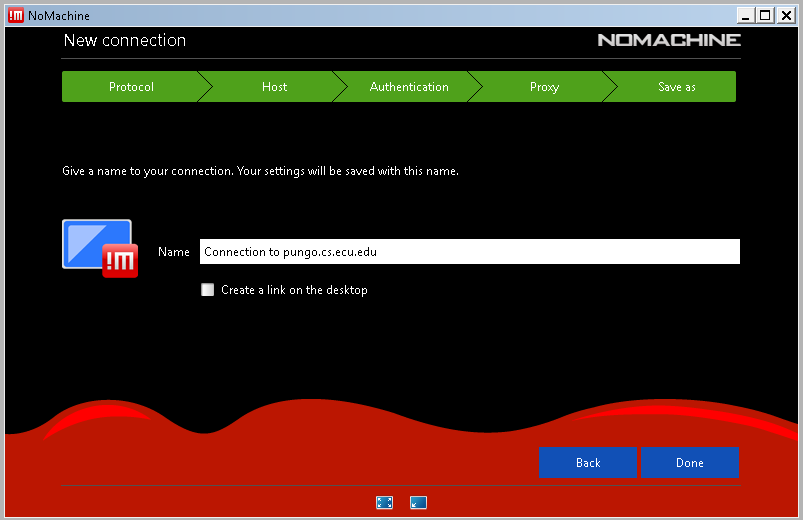 !M NoMachine
New connection
NOMACHINE
Protocol
Host
Authentication
Proxy
Save as
Give a name to your connection. Your settings will be saved with this name.
!M
Name
Connection to pungo.cs.ecu.edu
Create a link on the desktop
Back
Done